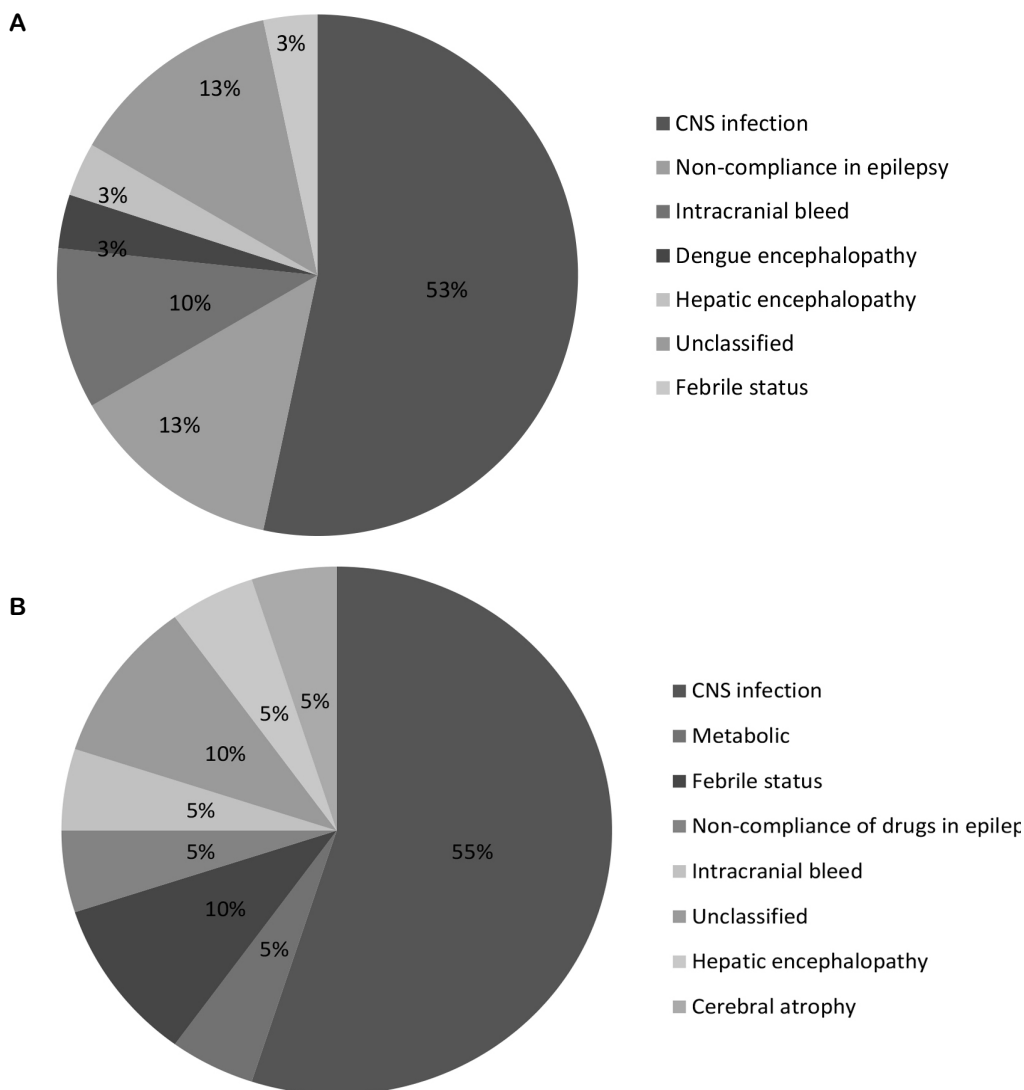 A
3%
13%
3%
3%
10%
13%
53%
CNS infection
Non-compliance in epilepsy
Intracranial bleed
Dengue encephalopathy
Hepatic encephalopathy
Unclassified
Febrile status
B
5%
5%
10%
5%
5%
10%
5%
55%
CNS infection
Metabolic
Febrile status
Non-compliance of drugs in epilep
Intracranial bleed
Unclassified
Hepatic encephalopathy
Cerebral atrophy